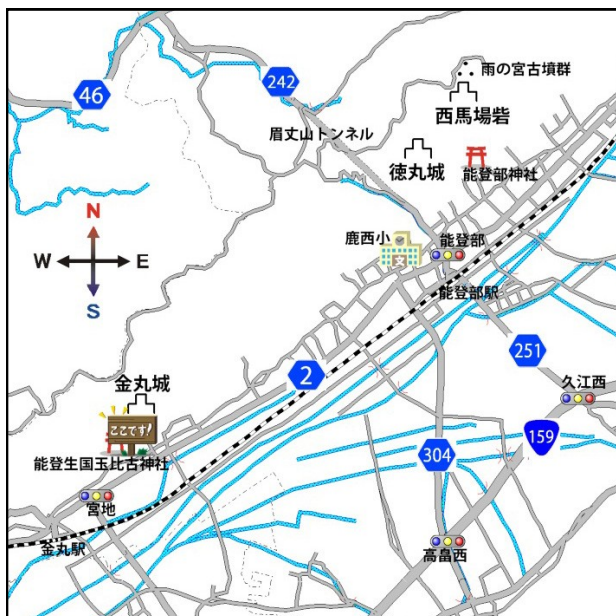 雨の宮古墳群
242
46
西馬場砦
眉丈山トンネル
徳丸城
能登部神社
N
W E
S
鹿西小
文
能登部
能登部駅
251
2
久江西
金丸城
159
ここです!
304
能登生国玉比古神社
宮地
金丸駅
高畠西